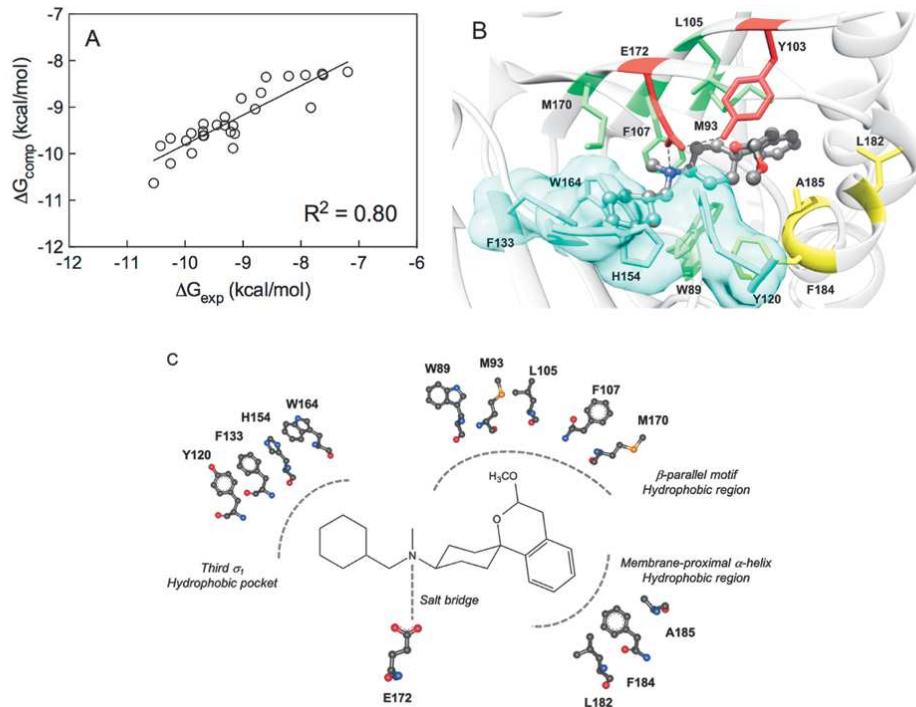 A
ΔGcomp (kcal/mol)
-7
-8
-9
-10
-11
-12
R² = 0.80
-12 -11 -10 -9 -8 -7
ΔGexp (kcal/mol)
B
L105
Y103
E172
M170
F107
M93
L182
W164
A185
F133
H154
W89
Y120
F184
C
W89 M93 L105
F107
M170
W164
H154
F133
Y120
β-parallel motif
Hydrophobic region
H₃CO
O
N
Third σ₁
Hydrophobic pocket
Salt bridge
Membrane-proximal α-helix
Hydrophobic region
E172
A185
F184
L182